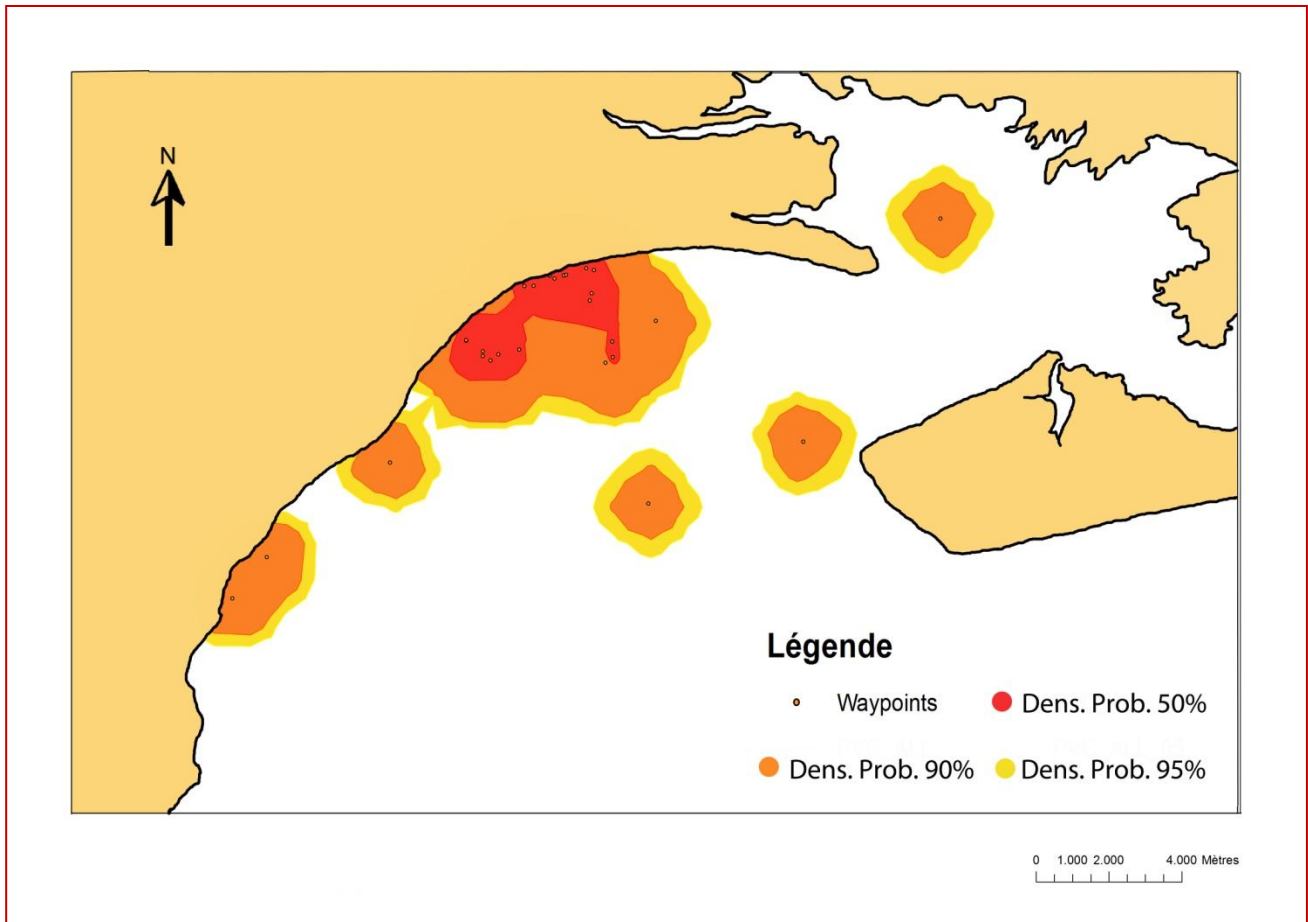 N
Légende
Waypoints
Dens. Prob. 50%
Dens. Prob. 90%
Dens. Prob. 95%
0 1.000 2.000 4.000 Mètres